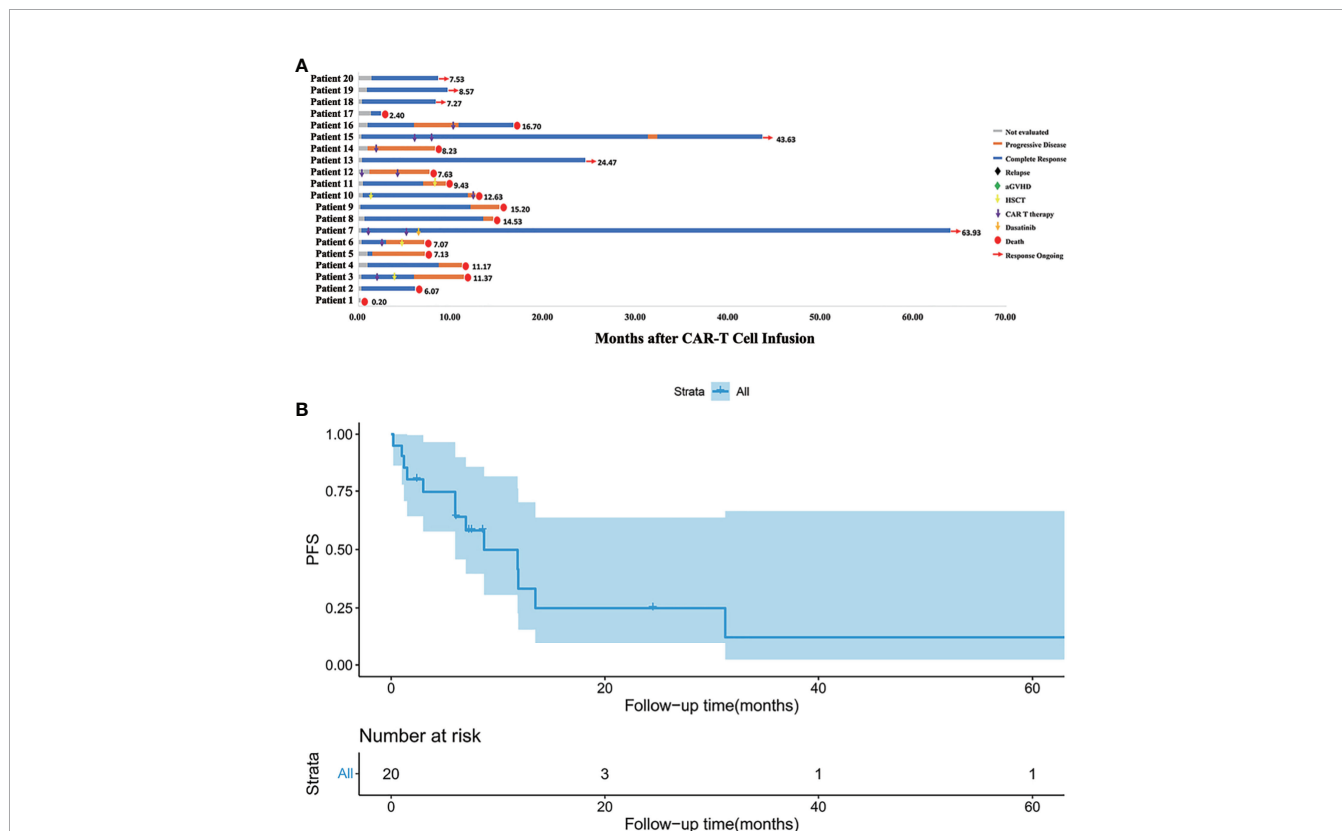 A
Patient 20 7.53
Patient 19 8.57
Patient 18 7.27
Patient 17 2.40
Patient 16 16.70
Patient 15 43.63
Patient 14 8.23
Patient 13 24.47
Patient 12 7.63
Patient 11 9.43
Patient 10 12.63
Patient 9 15.20
Patient 8 14.53
Patient 7 63.93
Patient 6 7.07
Patient 5 7.13
Patient 4 11.17
Patient 3 11.37
Patient 2 6.07
Patient 1 0.20
0.00 10.00 20.00 30.00 40.00 50.00 60.00 70.00
Months after CAR-T Cell Infusion
Not evaluated
Progressive Disease
Complete Response
Relapse
aGVHD
HSCT
CAR T therapy
Dasatinib
Death
Response Ongoing
Strata All
B
1.00
0.75
0.50
0.25
0.00
PFS
0 20 40 60
Follow-up time(months)
Number at risk
Strata
All 20 3 1 1
0 20 40 60
Follow-up time(months)